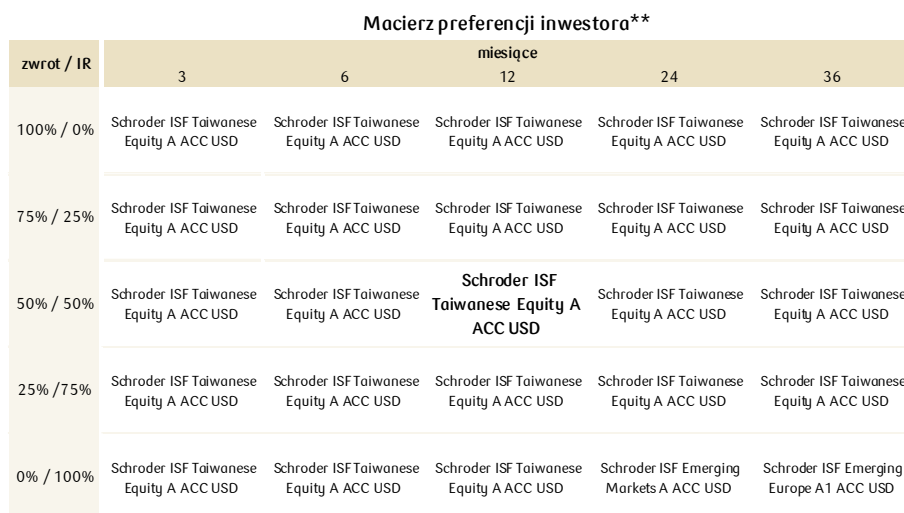 Macierz preferencji inwestora**
zwrot / IR
miesiące
3 6 12 24 36
100% / 0%
Schroder ISF Taiwanese Equity A ACC USD
Schroder ISF Taiwanese Equity A ACC USD
Schroder ISF Taiwanese Equity A ACC USD
Schroder ISF Taiwanese Equity A ACC USD
Schroder ISF Taiwanese Equity A ACC USD
75% / 25%
Schroder ISF Taiwanese Equity A ACC USD
Schroder ISF Taiwanese Equity A ACC USD
Schroder ISF Taiwanese Equity A ACC USD
Schroder ISF Taiwanese Equity A ACC USD
Schroder ISF Taiwanese Equity A ACC USD
50% / 50%
Schroder ISF Taiwanese Equity A ACC USD
Schroder ISF Taiwanese Equity A ACC USD
Schroder ISF Taiwanese Equity A ACC USD
Schroder ISF Taiwanese Equity A ACC USD
Schroder ISF Taiwanese Equity A ACC USD
25% /75%
Schroder ISF Taiwanese Equity A ACC USD
Schroder ISF Taiwanese Equity A ACC USD
Schroder ISF Taiwanese Equity A ACC USD
Schroder ISF Taiwanese Equity A ACC USD
Schroder ISF Taiwanese Equity A ACC USD
0% / 100%
Schroder ISF Taiwanese Equity A ACC USD
Schroder ISF Taiwanese Equity A ACC USD
Schroder ISF Taiwanese Equity A ACC USD
Schroder ISF Emerging Markets A ACC USD
Schroder ISF Emerging Europe A1 ACC USD